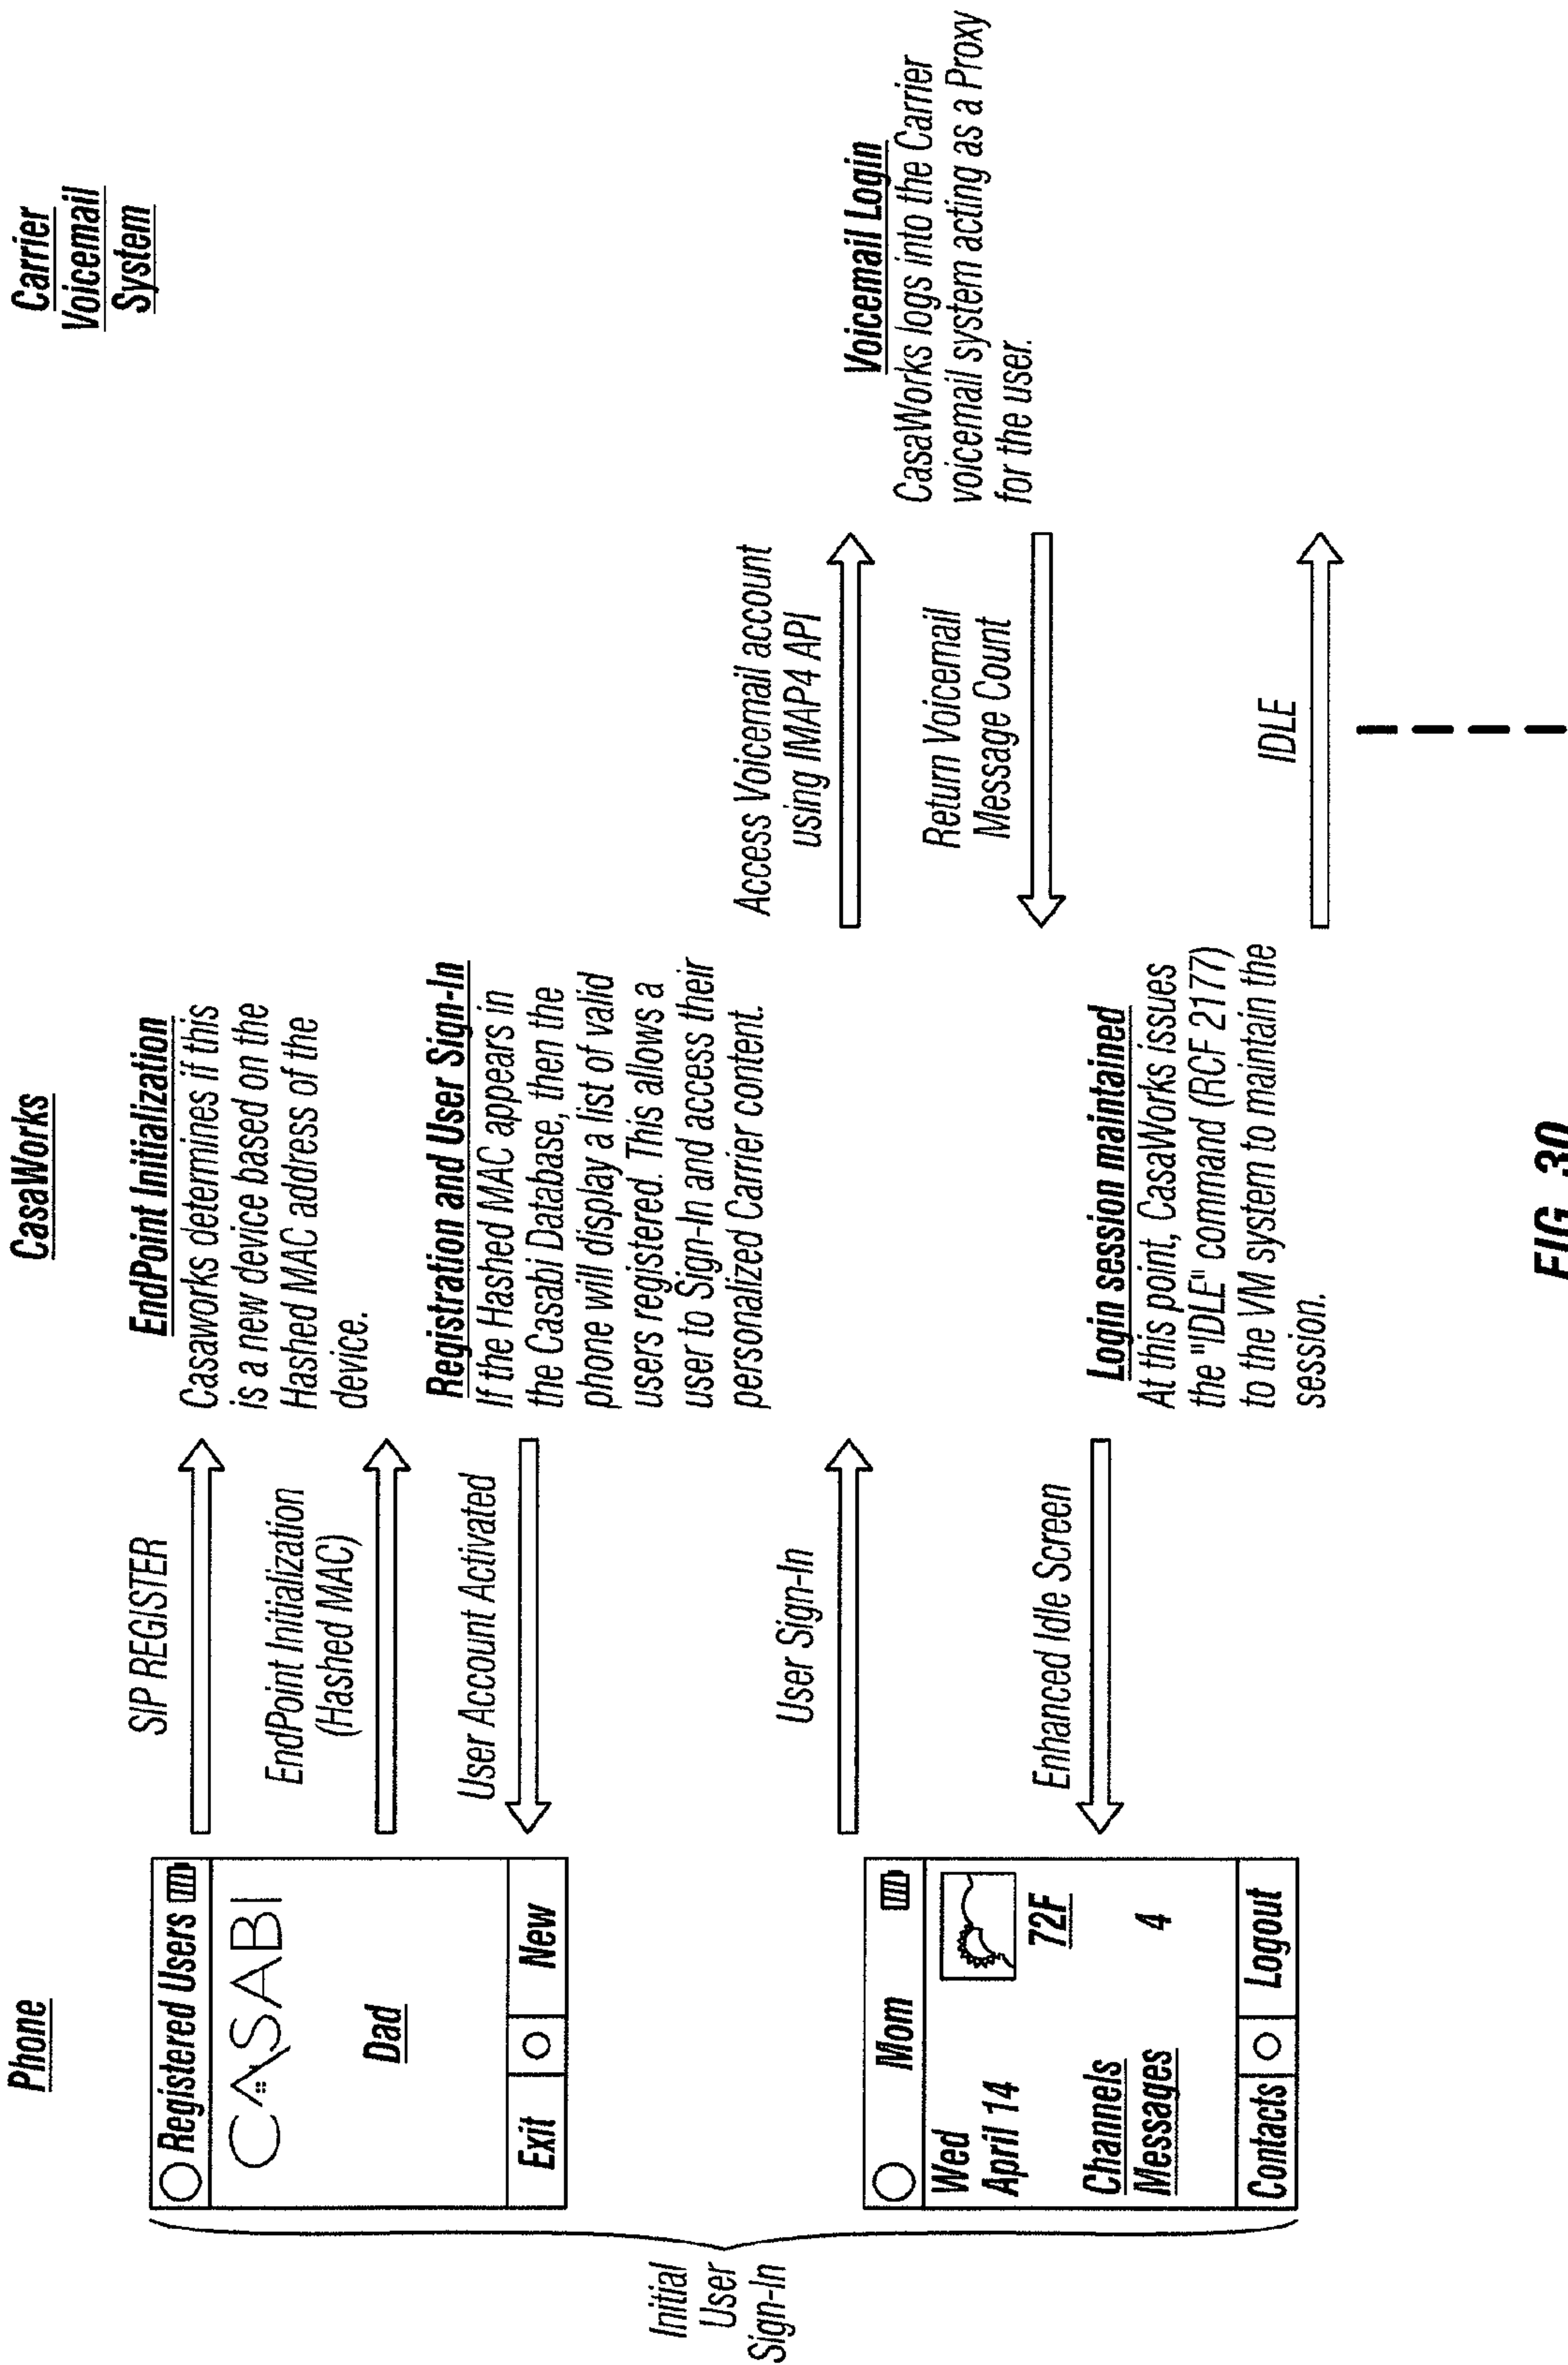 Phone
CasaWorks
Carrier
Voicemail
System
Initial
User
Sign-In
Registered Users
CASABI
Dad
Exit
New
SIP REGISTER
EndPoint Initialization
(Hashed MAC)
User Account Activated
EndPoint Initialization
Casaworks determines if this
is a new device based on the
Hashed MAC address of the
device.
Registration and User Sign-In
If the Hashed MAC appears in
the Casabi Database, then the
phone will display a list of valid
users registered. This allows a
user to Sign-In and access their
personalized Carrier content.
User Sign-In
Access Voicemail account
using IMAP4 API
Voicemail Login
CasaWorks logs into the Carrier
voicemail system acting as a Proxy
for the user.
Return Voicemail
Message Count
Mom
Wed
April 14
72F
Channels
Messages 4
Contacts
Logout
Enhanced Idle Screen
Login session maintained
At this point, CasaWorks issues
the "IDLE" command (RCF 2177)
to the VM system to maintain the
session.
IDLE
FIG. 30